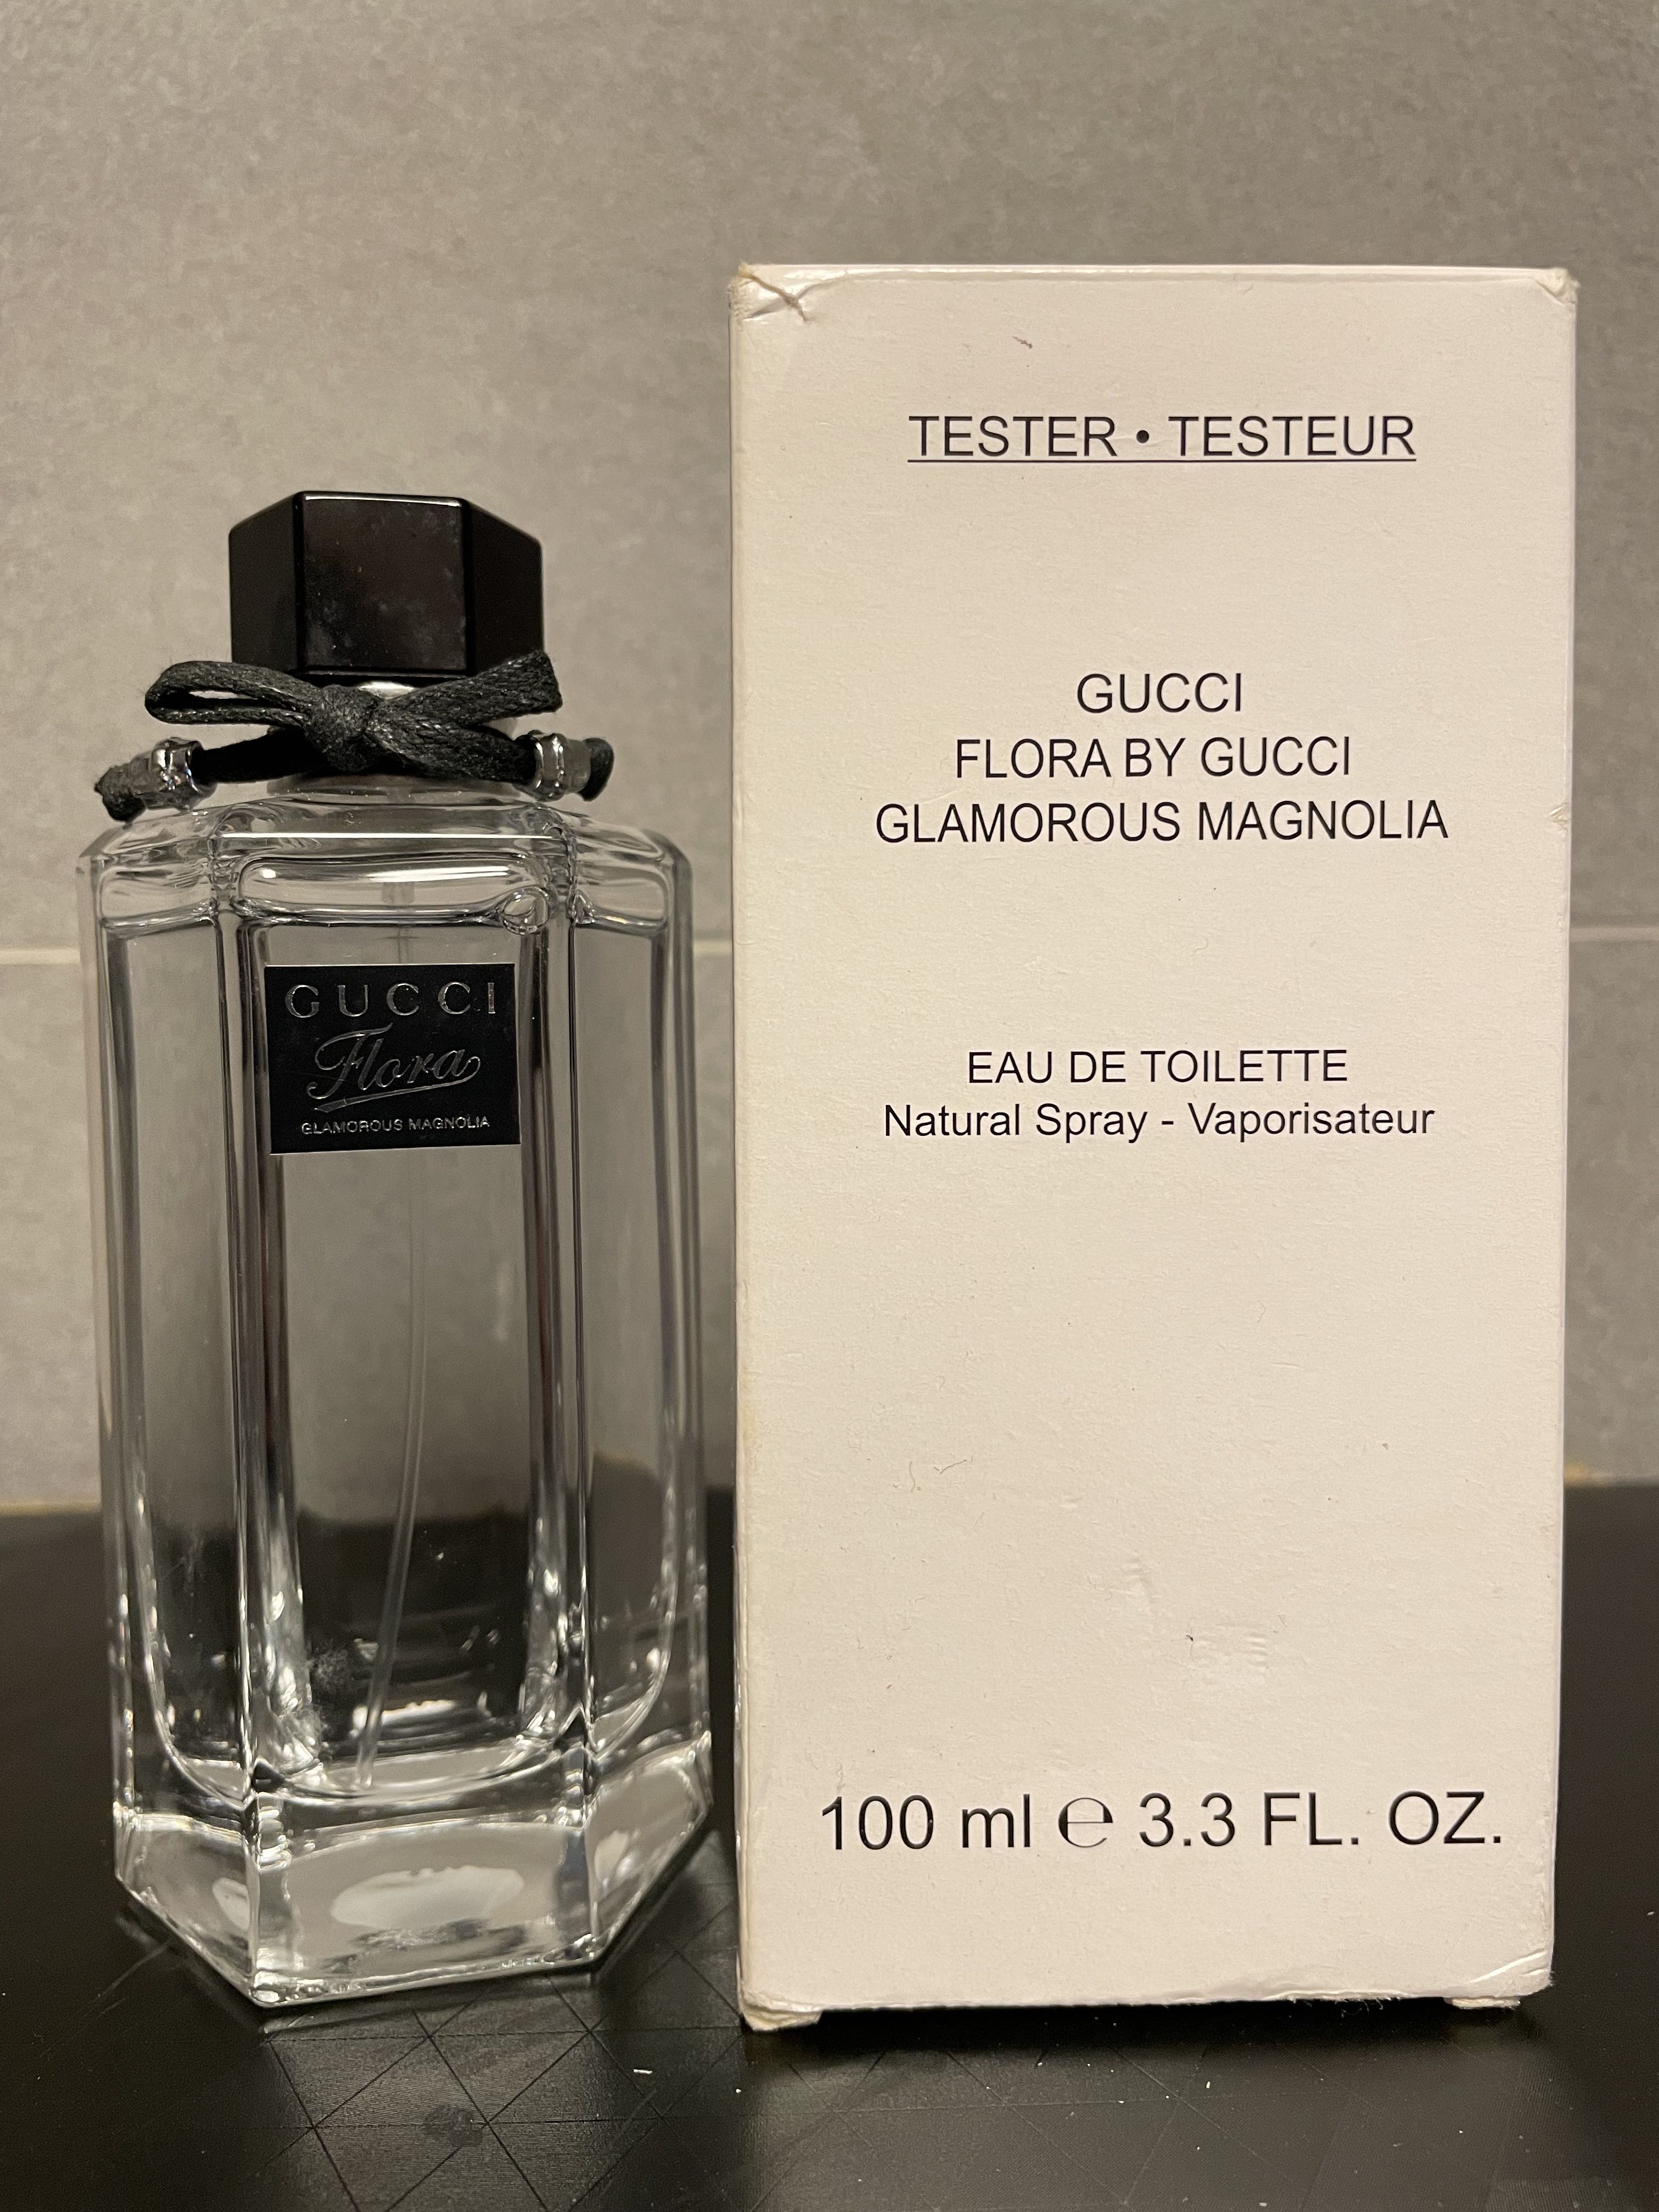 GUCCI
Flora
GLAMOROUS MAGNOLIA
TESTER • TESTEUR
GUCCI
FLORA BY GUCCI
GLAMOROUS MAGNOLIA
EAU DE TOILETTE
Natural Spray - Vaporisateur
100 ml ℮ 3.3 FL. OZ.